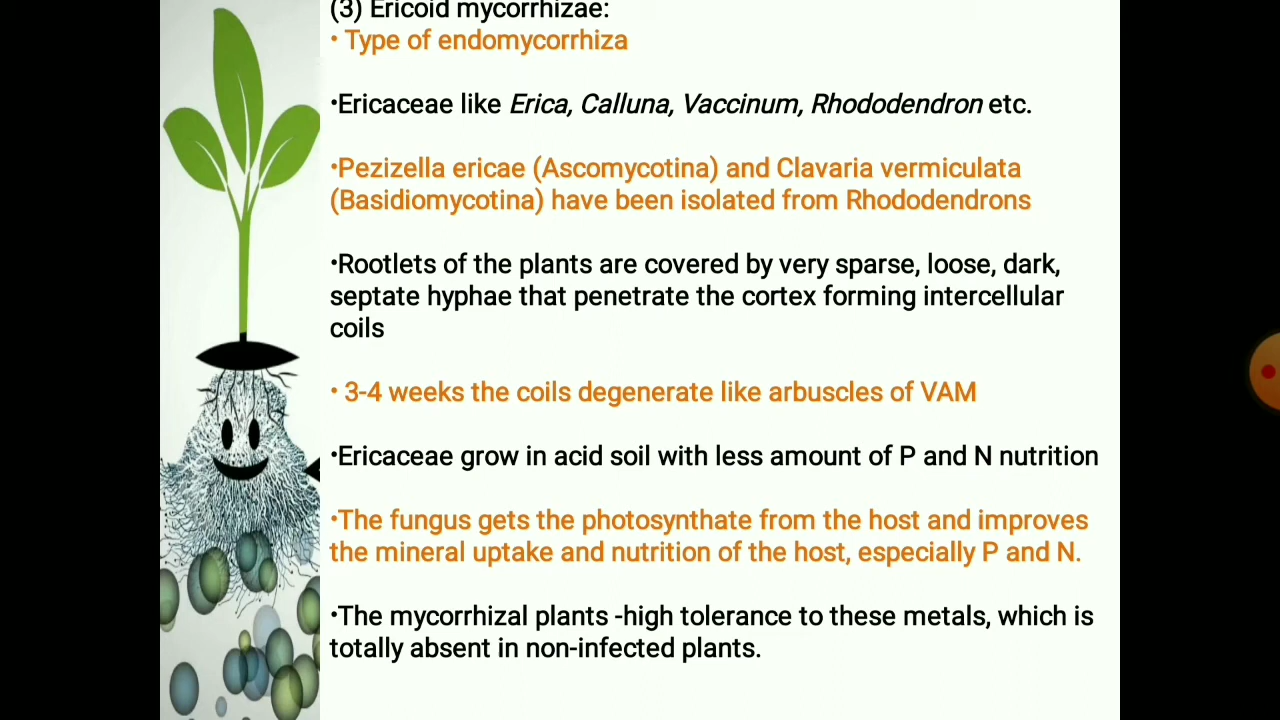 (3) Ericoid mycorrhizae:
• Type of endomycorrhiza
•Ericaceae like Erica, Calluna, Vaccinum, Rhododendron etc.
•Pezizella ericae (Ascomycotina) and Clavaria vermiculata
(Basidiomycotina) have been isolated from Rhododendrons
•Rootlets of the plants are covered by very sparse, loose, dark,
septate hyphae that penetrate the cortex forming intercellular
coils
• 3-4 weeks the coils degenerate like arbuscles of VAM
•Ericaceae grow in acid soil with less amount of P and N nutrition
•The fungus gets the photosynthate from the host and improves
the mineral uptake and nutrition of the host, especially P and N.
•The mycorrhizal plants -high tolerance to these metals, which is
totally absent in non-infected plants.